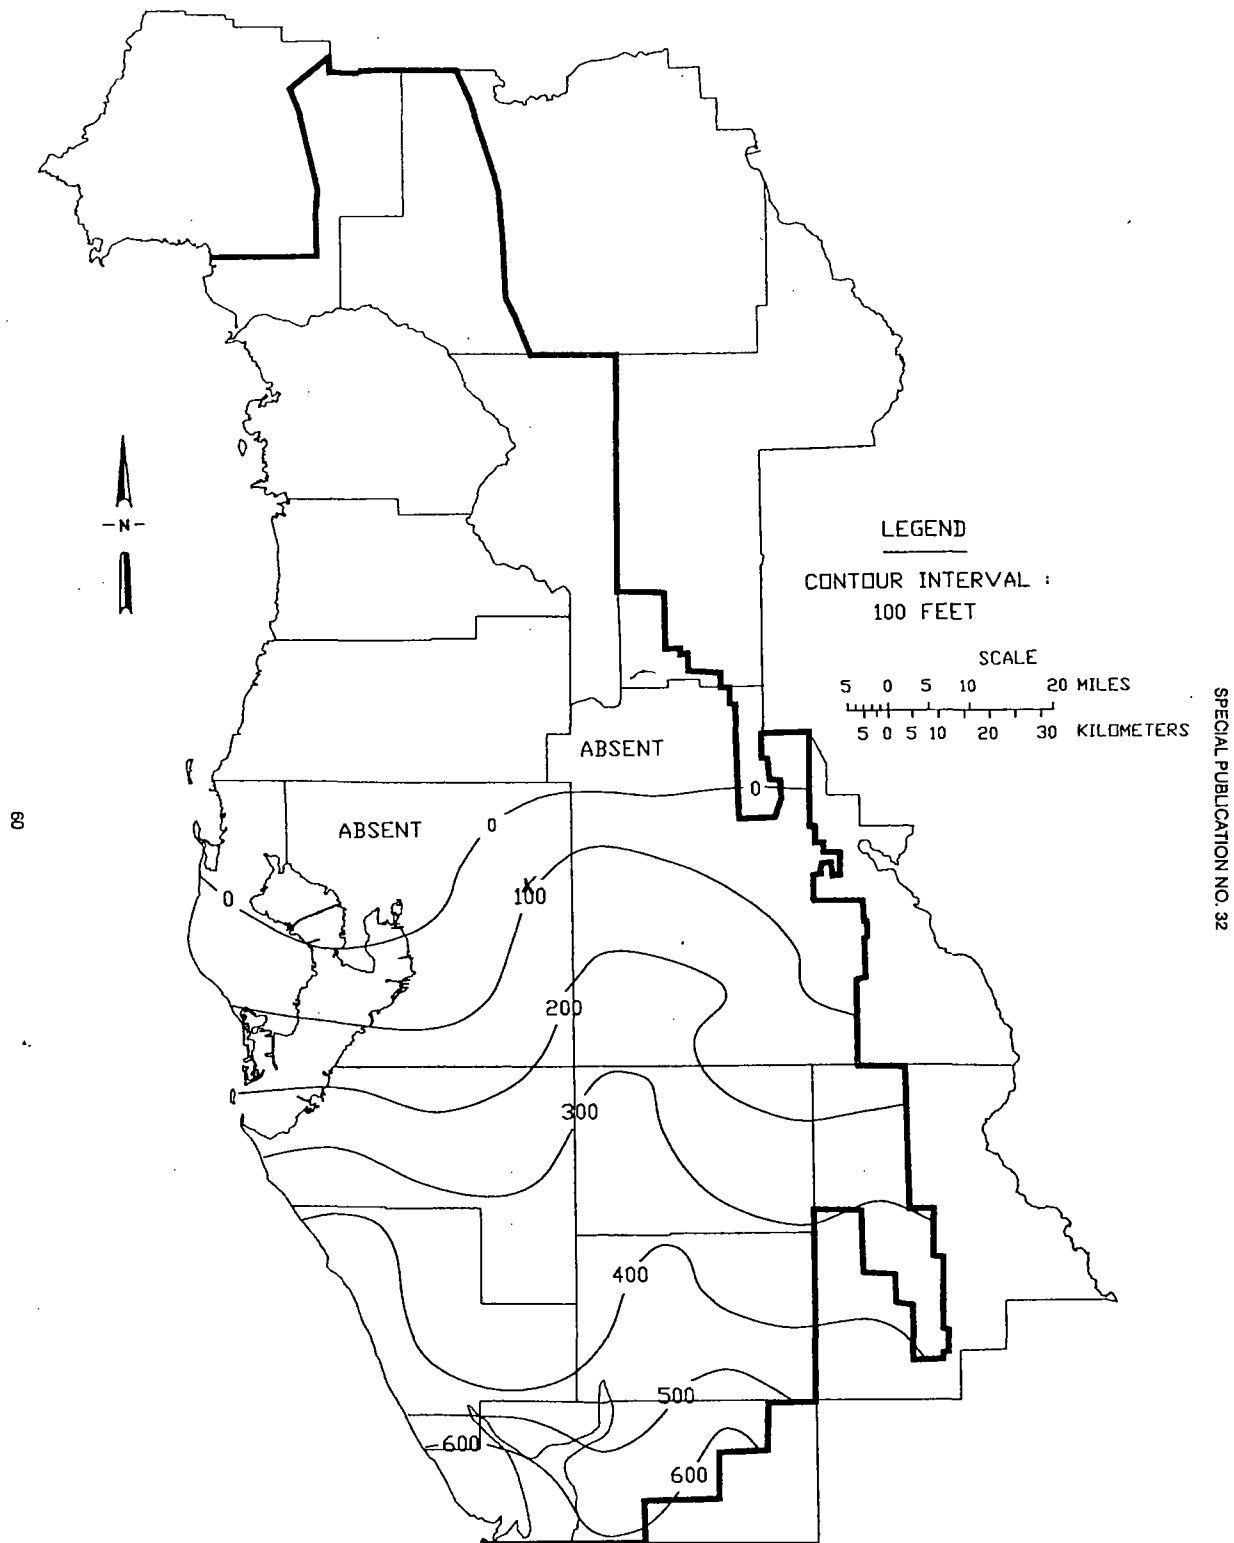 -N-
LEGEND
CONTOUR INTERVAL :
100 FEET
SCALE
5 0 5 10 20 MILES
5 0 5 10 20 30 KILOMETERS
SPECIAL PUBLICATION NO. 32
60
ABSENT
0
ABSENT
0
0
100
200
300
400
500
600
600